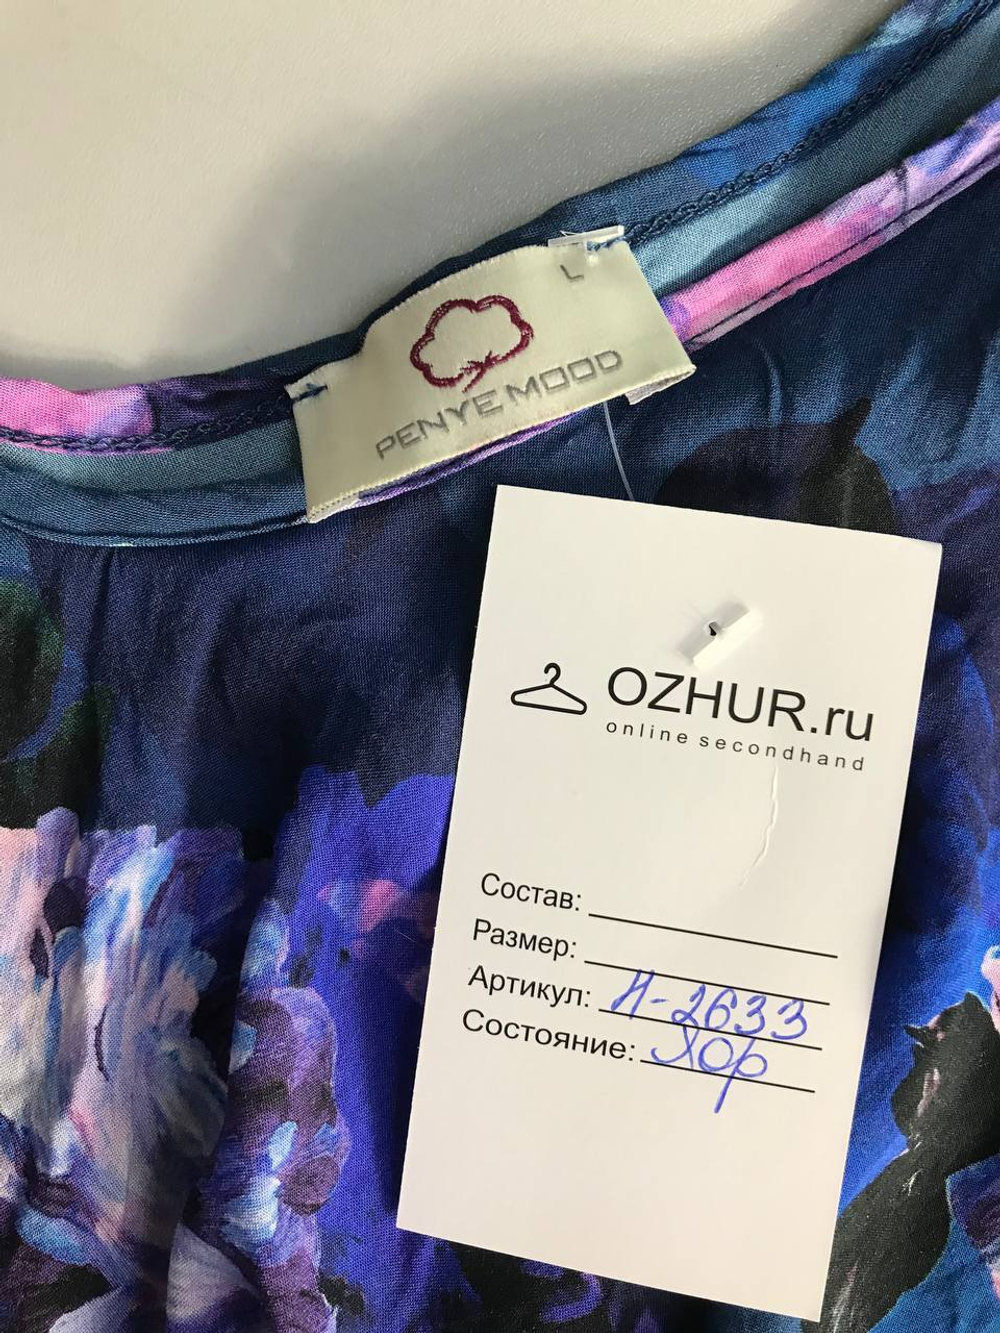 L
PENYE MOOD
OZHUR.ru
online secondhand
Состав:
Размер:
Артикул: И-2633
Состояние: Хор